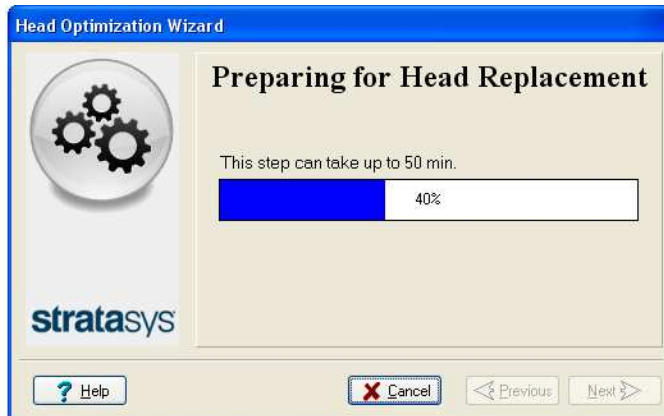 Head Optimization Wizard
Preparing for Head Replacement
This step can take up to 50 min.
40%
stratasys
Help
Cancel
Previous
Next